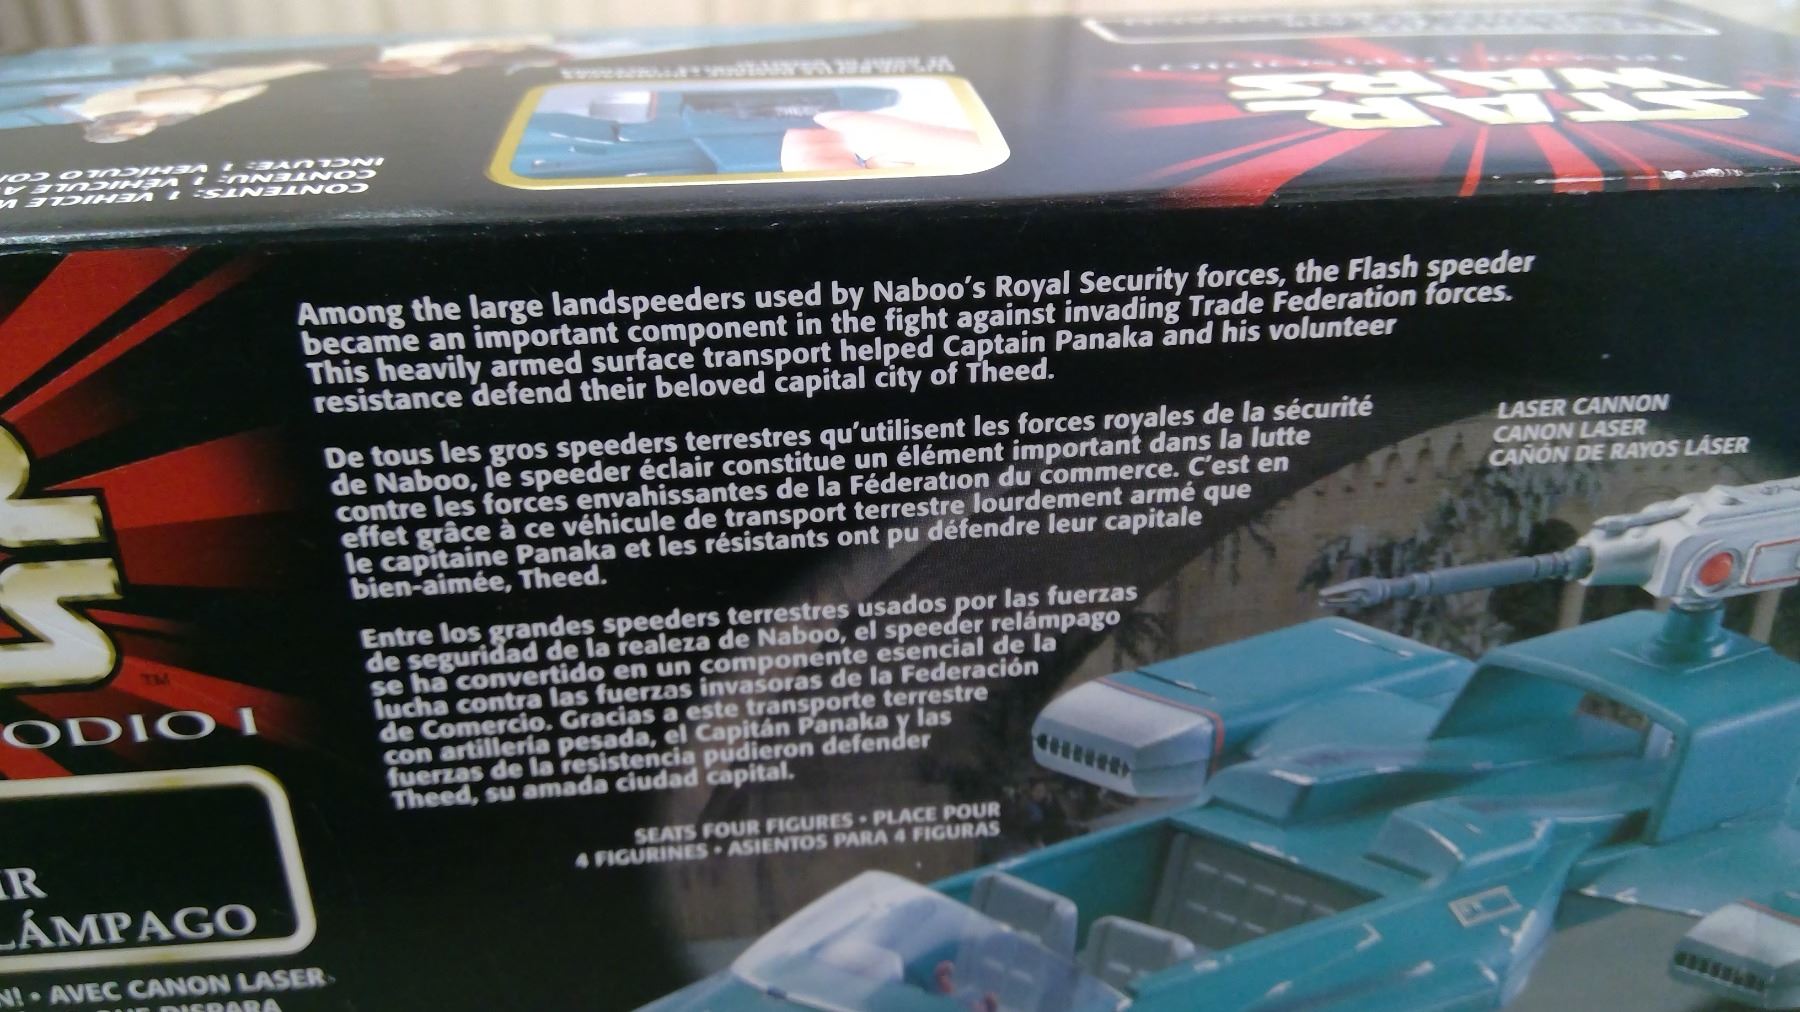 STAR
WARS
CONTENTS: 1 VEHICLE
CONTENU: 1 VÉHICULE
INCLUYE: 1 VEHÍCULO
Among the large landspeeders used by Naboo's Royal Security forces, the Flash speeder
became an important component in the fight against invading Trade Federation forces.
This heavily armed surface transport helped Captain Panaka and his volunteer
resistance defend their beloved capital city of Theed.
De tous les gros speeders terrestres qu'utilisent les forces royales de la sécurité
de Naboo, le speeder éclair constitue un élément important dans la lutte
contre les forces envahissantes de la Féderation du commerce. C'est en
effet grâce à ce véhicule de transport terrestre lourdement armé que
le capitaine Panaka et les résistants ont pu défendre leur capitale
bien-aimée, Theed.
Entre los grandes speeders terrestres usados por las fuerzas
de seguridad de la realeza de Naboo, el speeder relámpago
se ha convertido en un componente esencial de la
lucha contra las fuerzas invasoras de la Federación
de Comercio. Gracias a este transporte terrestre
con artillería pesada, el Capitán Panaka y las
fuerzas de la resistencia pudieron defender
Theed, su amada ciudad capital.
SEATS FOUR FIGURES • PLACE POUR
4 FIGURINES • ASIENTOS PARA 4 FIGURAS
LASER CANNON
CANON LASER
CAÑÓN DE RAYOS LÁSER
TM
ODIO I
IR
LÁMPAGO
N! • AVEC CANON LASER
QUE DISPARA